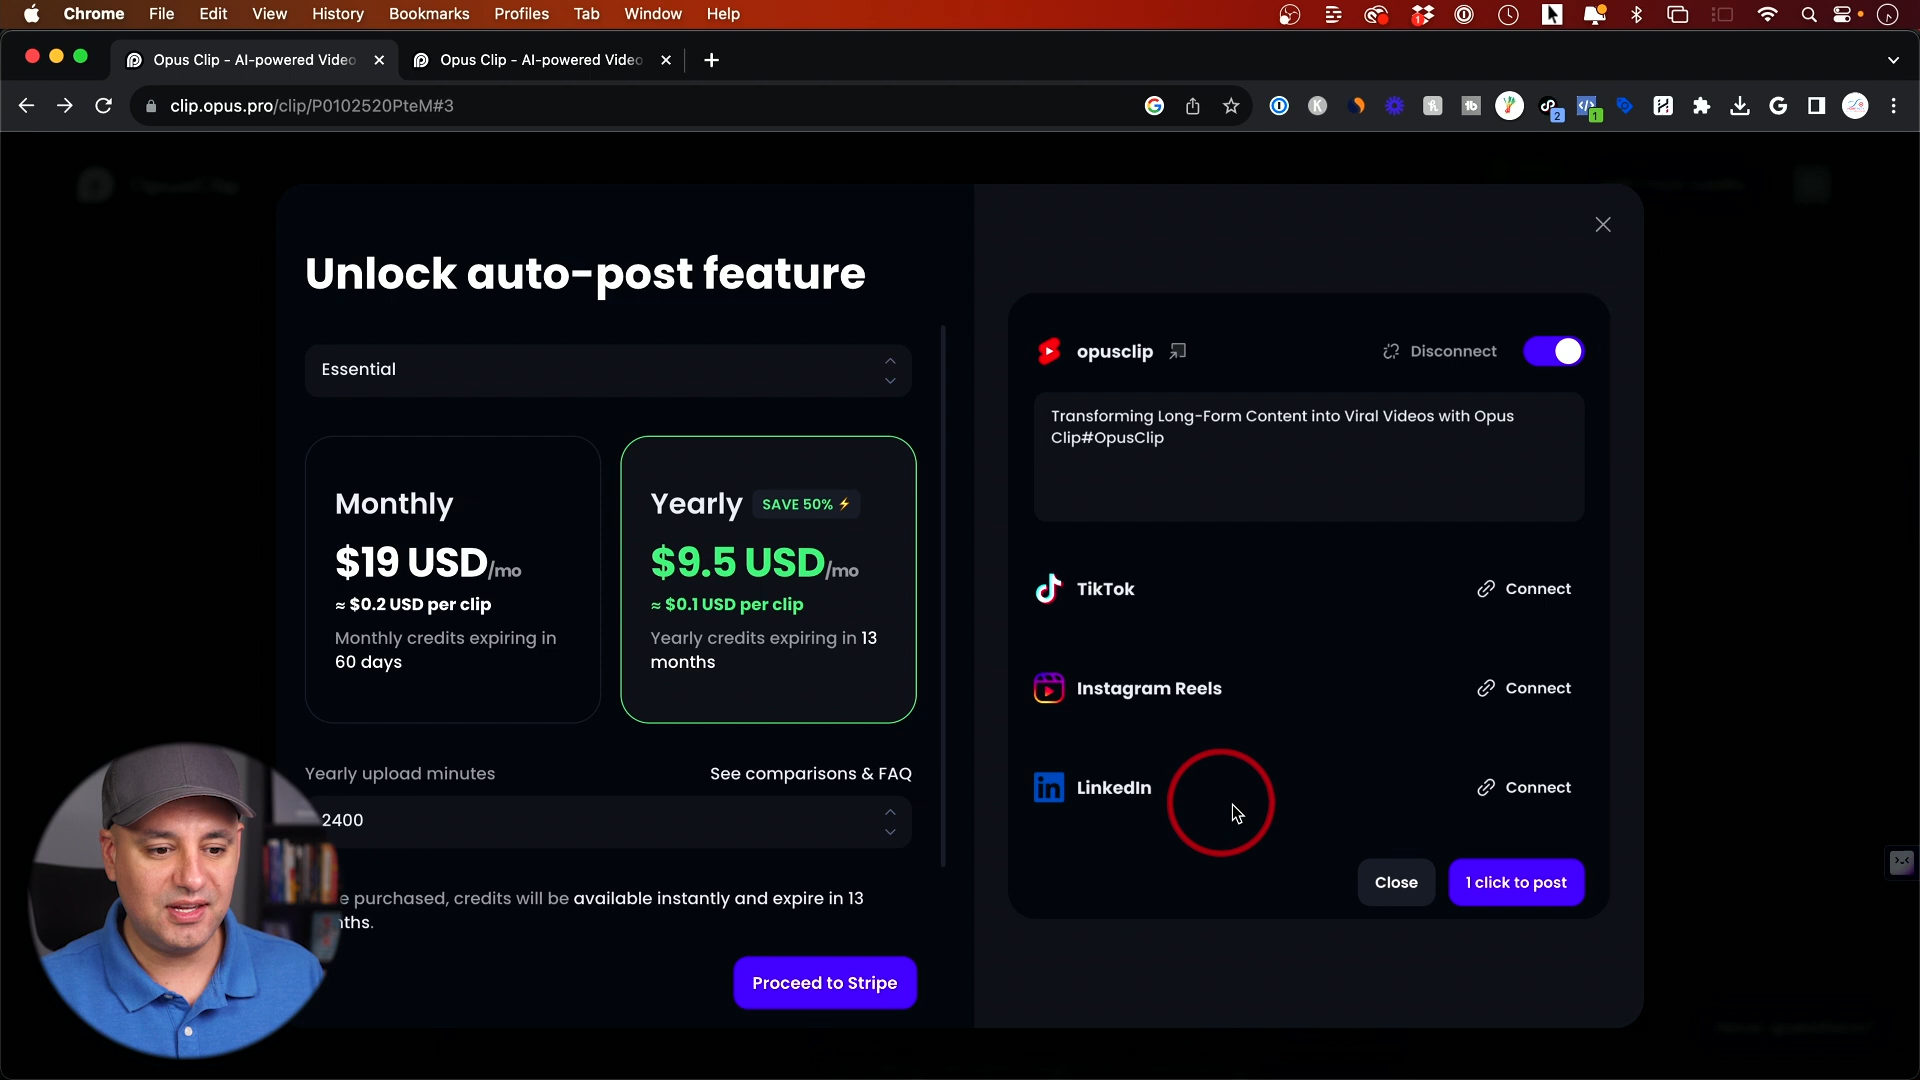 Chrome File Edit View History Bookmarks Profiles Tab Window Help
Opus Clip - AI-powered Video
Opus Clip - AI-powered Video
clip.opus.pro/clip/P0102520PteM#3
Unlock auto-post feature
Essential
Monthly
$19 USD/mo
≈ $0.2 USD per clip
Monthly credits expiring in
60 days
Yearly SAVE 50% ⚡
$9.5 USD/mo
≈ $0.1 USD per clip
Yearly credits expiring in 13
months
Yearly upload minutes
See comparisons & FAQ
2400
purchased, credits will be available instantly and expire in 13
Proceed to Stripe
opusclip
Disconnect
Transforming Long-Form Content into Viral Videos with Opus
Clip#OpusClip
TikTok
Connect
Instagram Reels
Connect
LinkedIn
Connect
Close
1 click to post